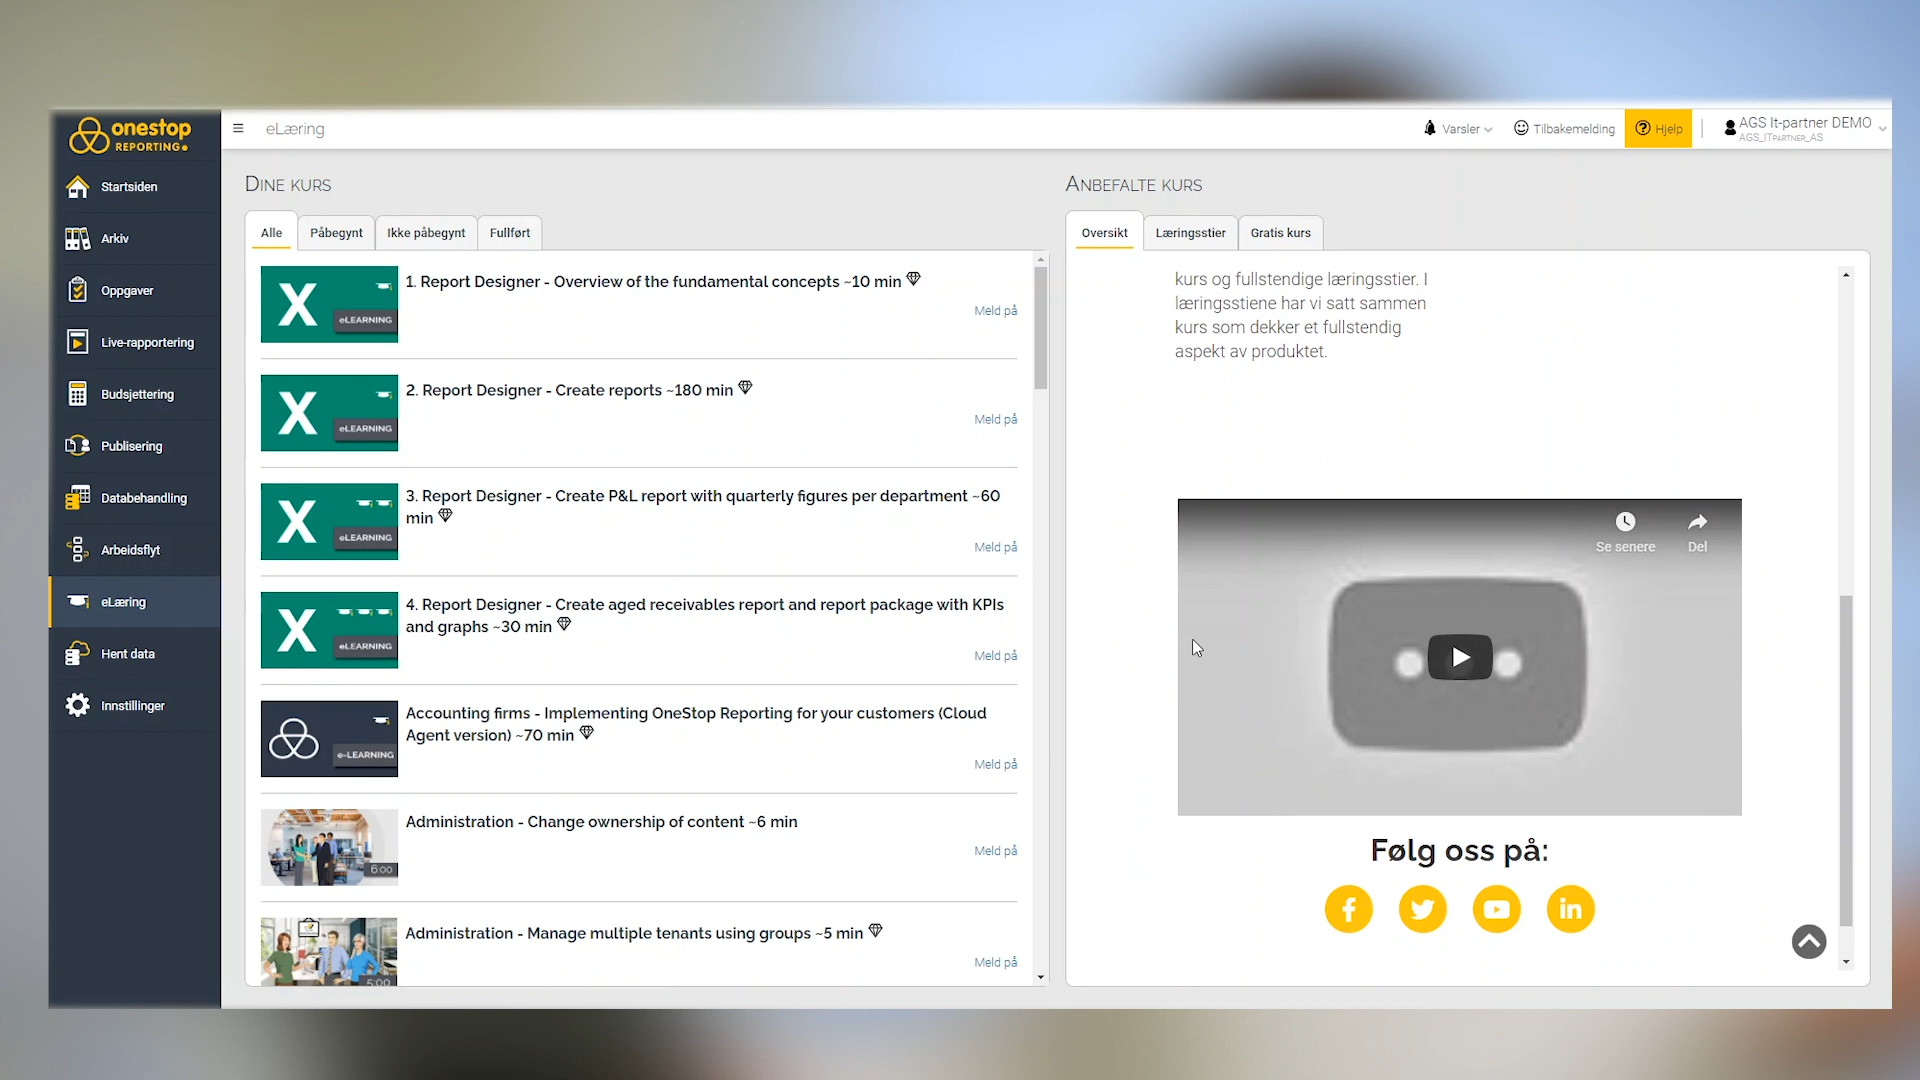 onestop
REPORTING.
eLæring
Varsler
Tilbakemelding
Hjelp
AGS It-partner DEMO
AGS_ITPARTNER_AS
Startsiden
Arkiv
Oppgaver
Live-rapportering
Budsjettering
Publisering
Databehandling
Arbeidsflyt
eLæring
Hent data
Innstillinger
DINE KURS
Alle
Påbegynt
Ikke påbegynt
Fullført
X
eLEARNING
1. Report Designer - Overview of the fundamental concepts ~10 min
Meld på
X
eLEARNING
2. Report Designer - Create reports ~180 min
Meld på
X
eLEARNING
3. Report Designer - Create P&L report with quarterly figures per department ~60
min
Meld på
X
eLEARNING
4. Report Designer - Create aged receivables report and report package with KPIs
and graphs ~30 min
Meld på
e-LEARNING
Accounting firms - Implementing OneStop Reporting for your customers (Cloud
Agent version) ~70 min
Meld på
6:00
Administration - Change ownership of content ~6 min
Meld på
5:00
Administration - Manage multiple tenants using groups ~5 min
Meld på
ANBEFALTE KURS
Oversikt
Læringsstier
Gratis kurs
kurs og fullstendige læringsstier. I
læringsstiene har vi satt sammen
kurs som dekker et fullstendig
aspekt av produktet.
Se senere
Del
Følg oss på: